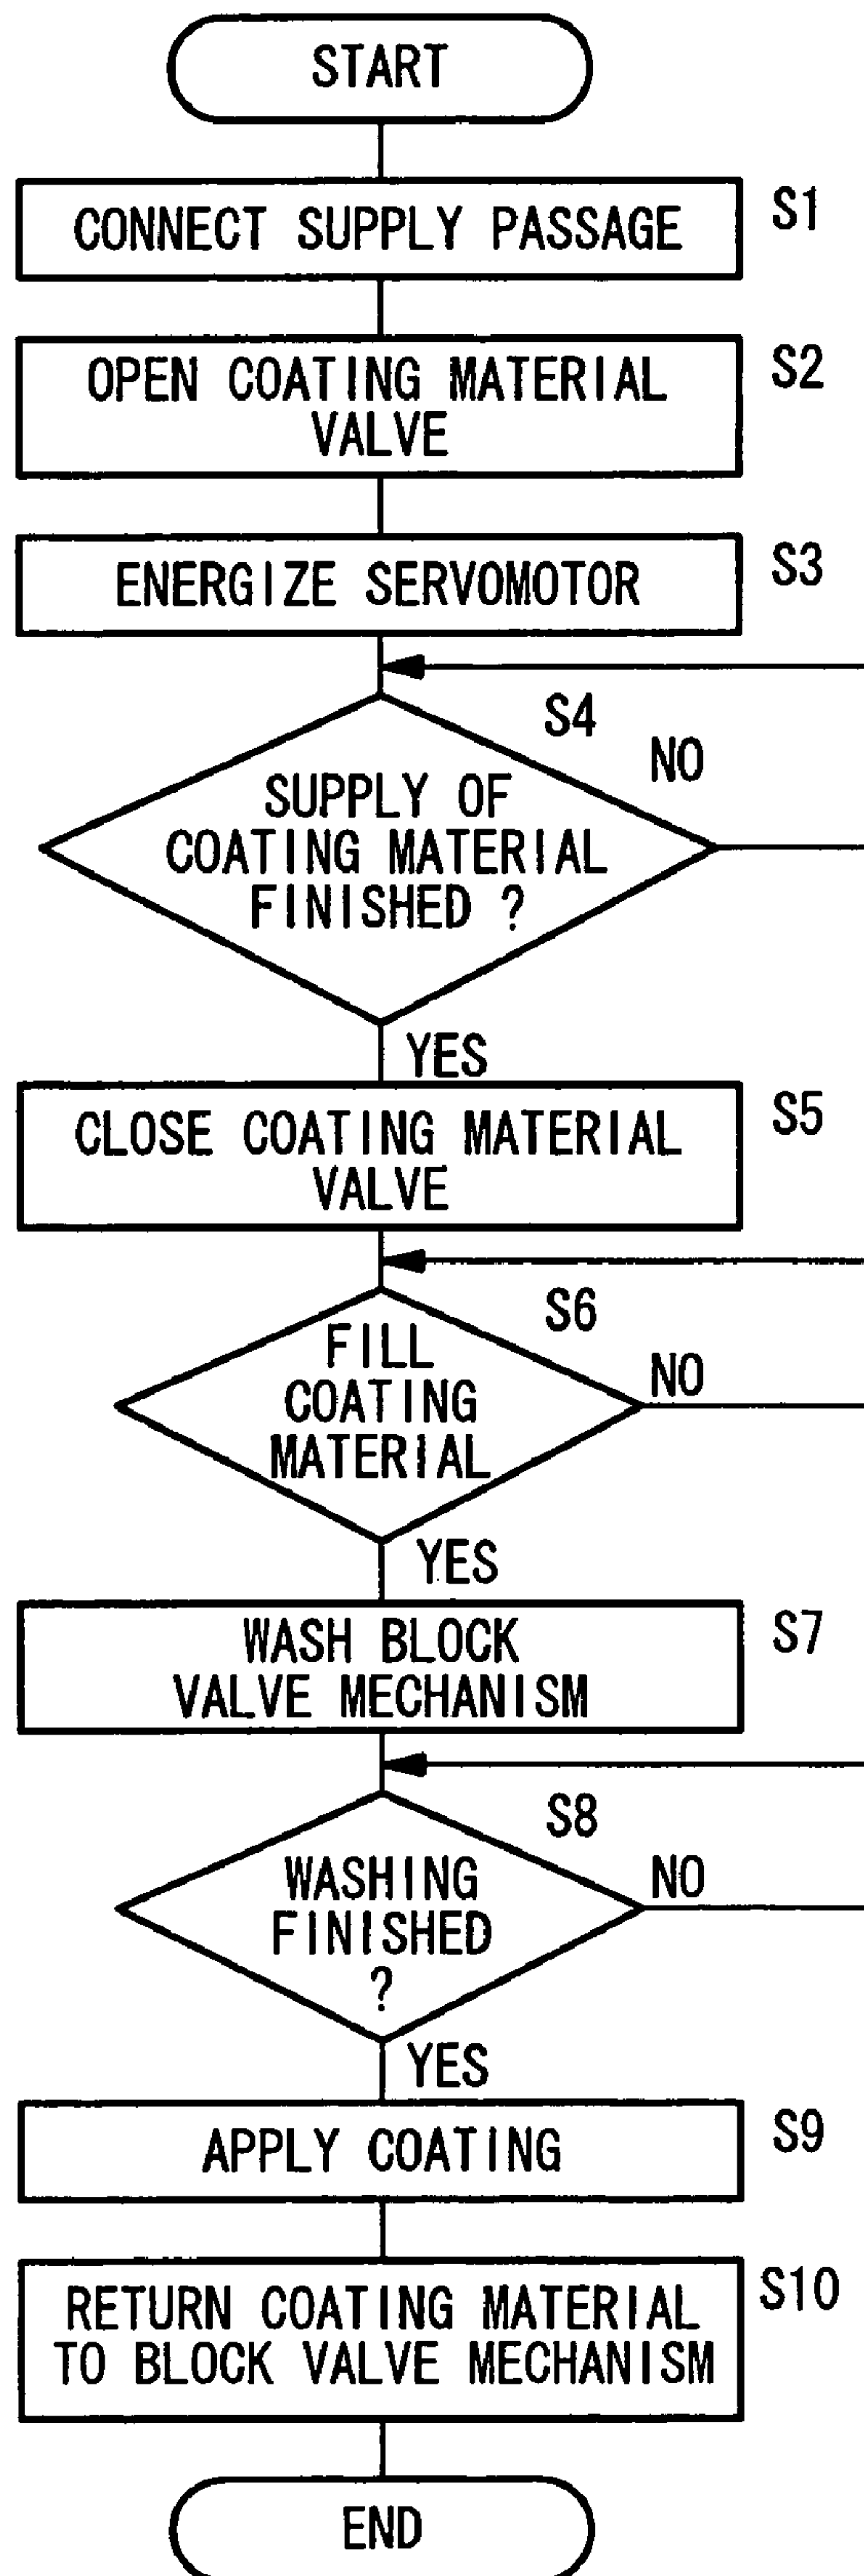 START
CONNECT SUPPLY PASSAGE
S1
OPEN COATING MATERIAL
VALVE
S2
ENERGIZE SERVOMOTOR
S3
S4
NO
SUPPLY OF
COATING MATERIAL
FINISHED ?
YES
CLOSE COATING MATERIAL
VALVE
S5
S6
NO
FILL
COATING
MATERIAL
YES
WASH BLOCK
VALVE MECHANISM
S7
S8
NO
WASHING
FINISHED
?
YES
APPLY COATING
S9
RETURN COATING MATERIAL
TO BLOCK VALVE MECHANISM
S10
END